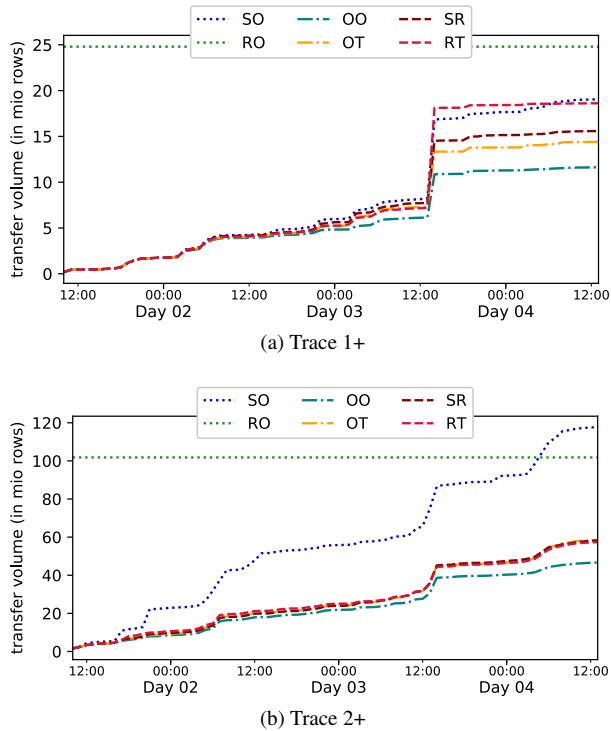 SO OO SR
RO OT RT
transfer volume (in mio rows)
25
20
15
10
5
0
12:00 00:00 12:00 00:00 12:00 00:00 12:00
Day 02 Day 03 Day 04
(a) Trace 1+
SO OO SR
RO OT RT
transfer volume (in mio rows)
120
100
80
60
40
20
0
12:00 00:00 12:00 00:00 12:00 00:00 12:00
Day 02 Day 03 Day 04
(b) Trace 2+